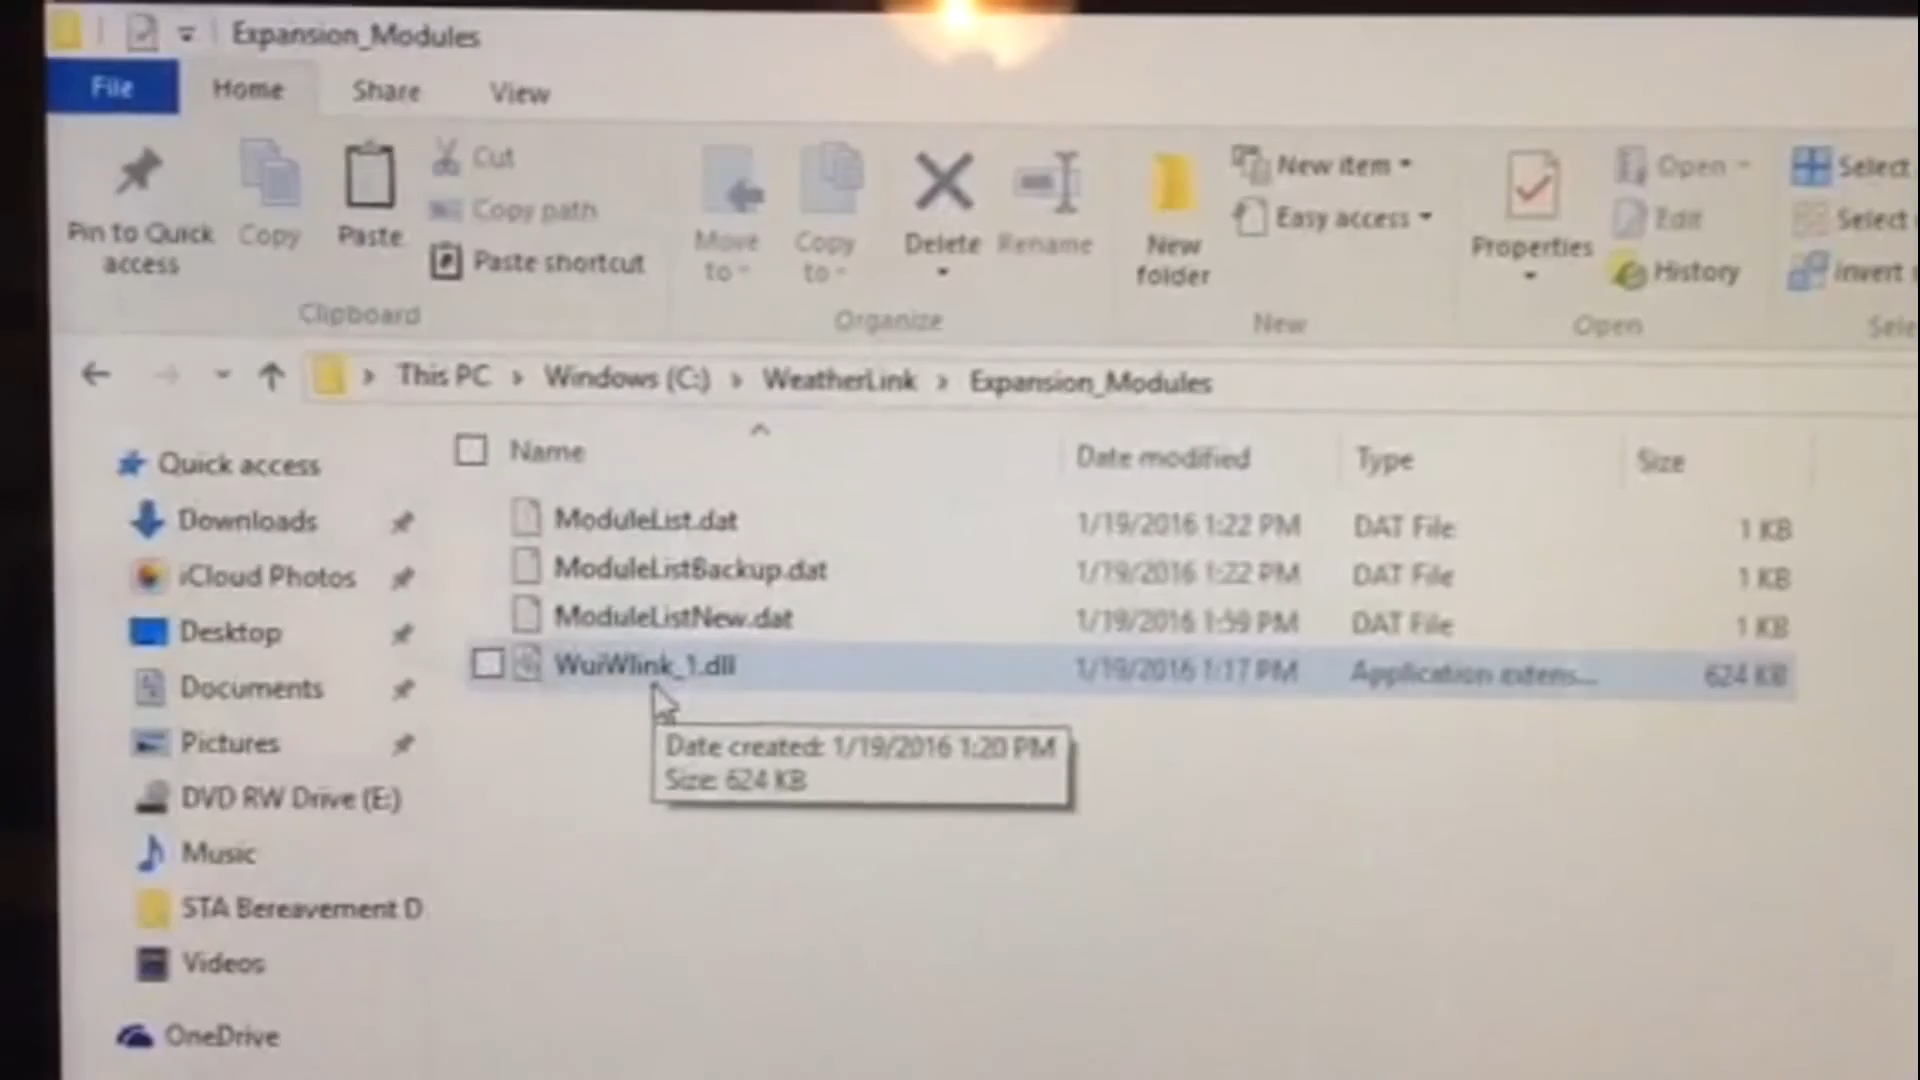 Expansion_Modules
File Home Share View
Pin to Quick access
Copy
Paste
Cut
Copy path
Paste shortcut
Clipboard
Move to
Copy to
Delete
Rename
Organize
New folder
New item
Easy access
New
Properties
Open
Edit
History
Open
Select
Select
Invert
Sele
This PC > Windows (C:) > WeatherLink > Expansion_Modules
Name Date modified Type Size
ModuleList.dat 1/19/2016 1:22 PM DAT File 1 KB
ModuleListBackup.dat 1/19/2016 1:22 PM DAT File 1 KB
ModuleListNew.dat 1/19/2016 1:59 PM DAT File 1 KB
WuiWlink_1.dll 1/19/2016 1:17 PM Application extens... 624 KB
Date created: 1/19/2016 1:20 PM
Size: 624 KB
Quick access
Downloads
iCloud Photos
Desktop
Documents
Pictures
DVD RW Drive (E:)
Music
STA Bereavement D
Videos
OneDrive